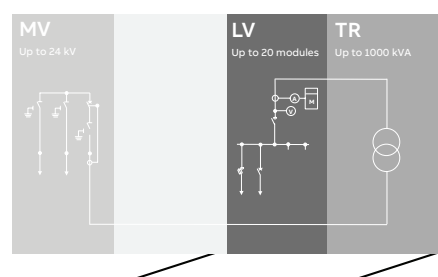 MV
Up to 24 kV
LV
Up to 20 modules
TR
Up to 1000 kVA
A
M
V